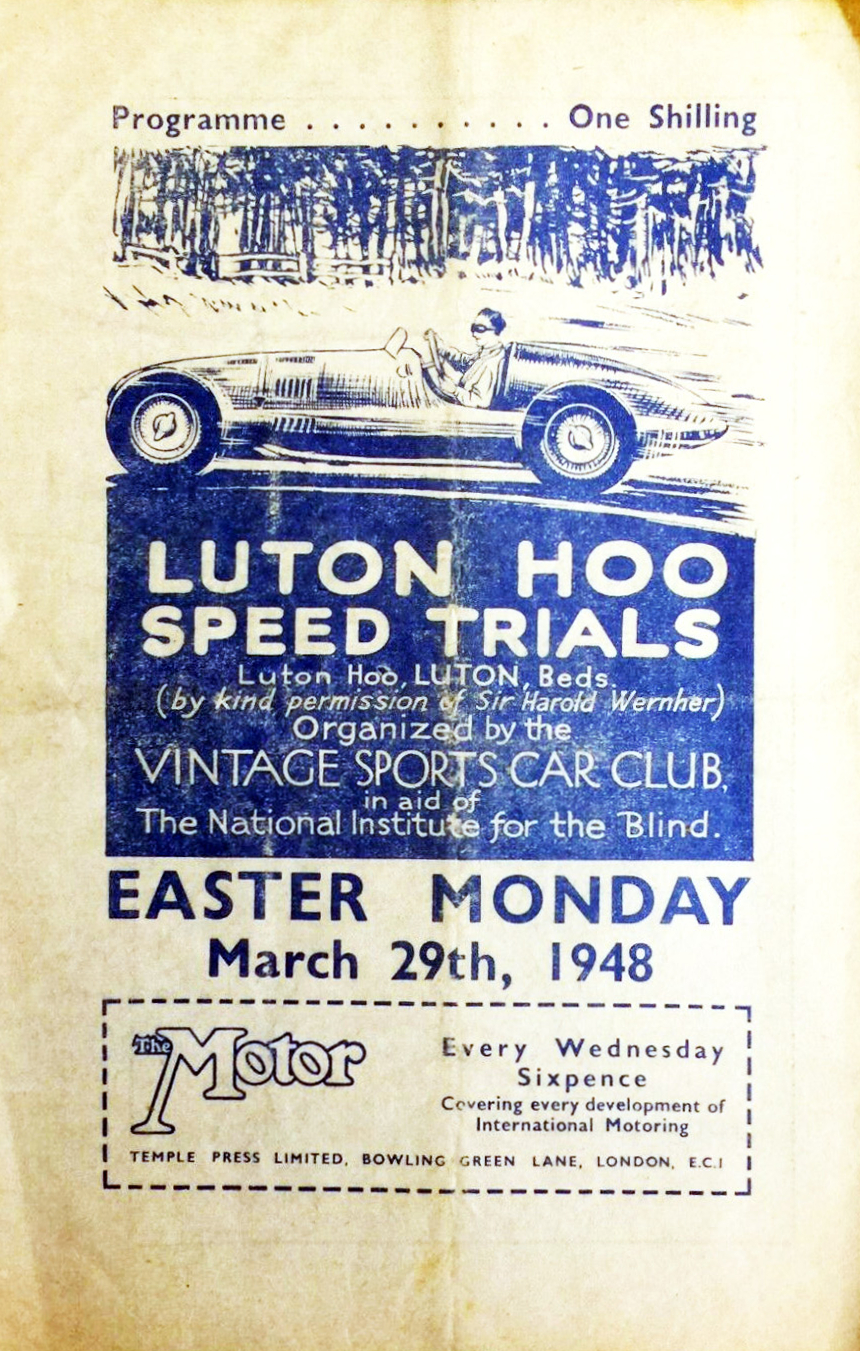 Programme . . . . . . . . . . One Shilling
LUTON HOO
SPEED TRIALS
Luton Hoo, LUTON, Beds.
(by kind permission of Sir Harold Wernher)
Organized by the
VINTAGE SPORTS CAR CLUB,
in aid of
The National Institute for the Blind.
EASTER MONDAY
March 29th, 1948
The Motor
Every Wednesday
Sixpence
Covering every development of
International Motoring
TEMPLE PRESS LIMITED, BOWLING GREEN LANE, LONDON, E.C.1